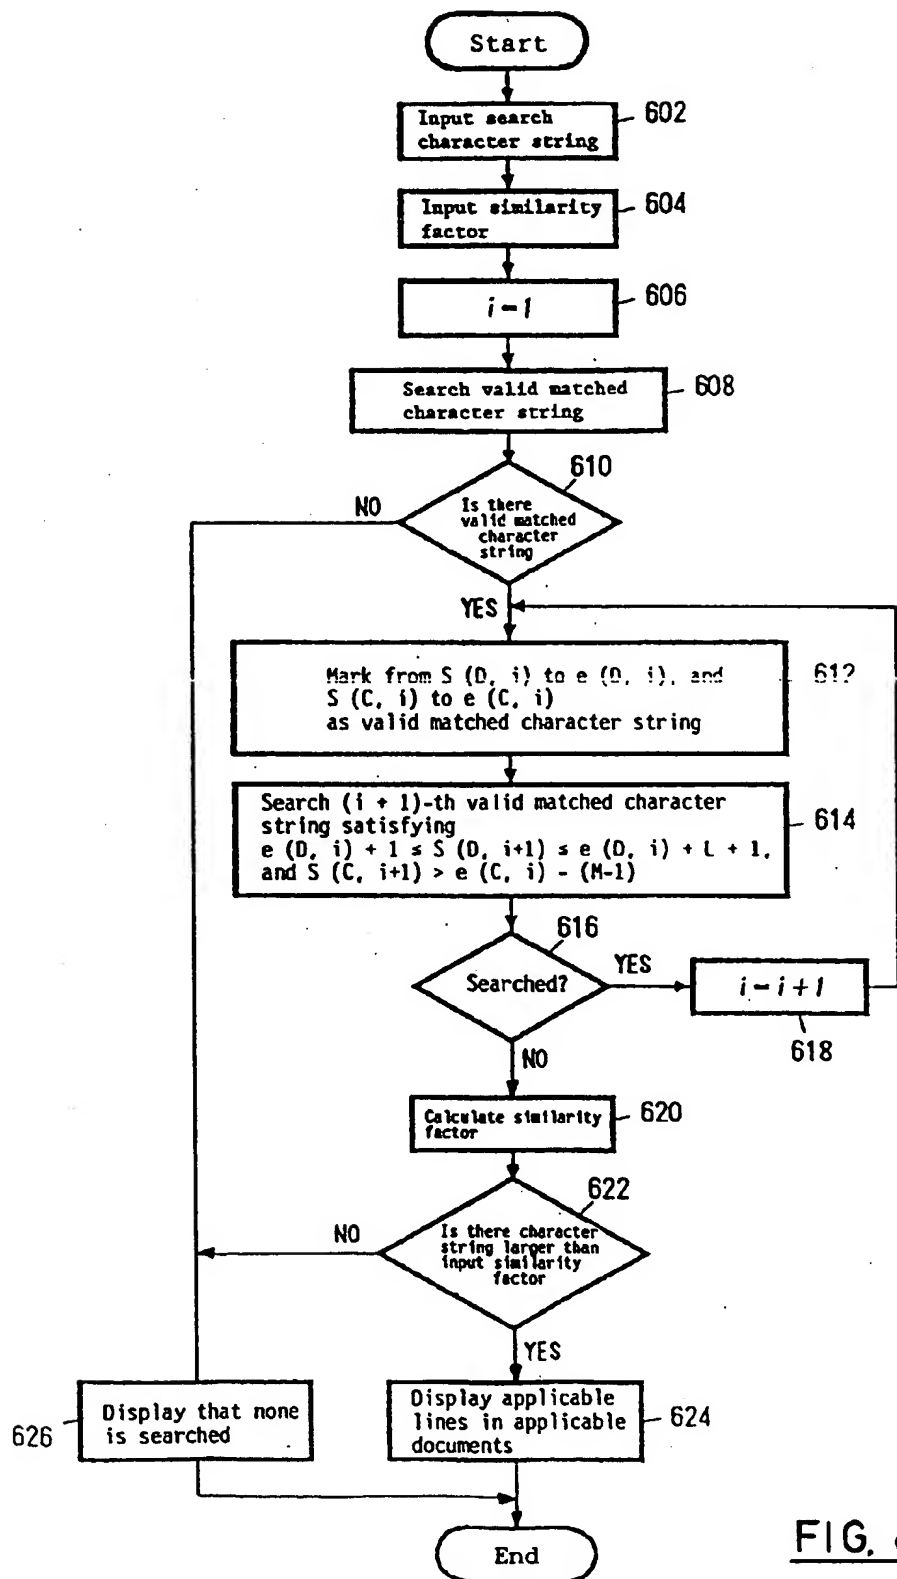 Start
Input search
character string
602
Input similarity
factor
604
i=1
606
Search valid matched
character string
608
610
Is there
valid matched
character
string
NO
YES
Mark from S (D, i) to e (D, i), and
S (C, i) to e (C, i)
as valid matched character string
612
Search (i + 1)-th valid matched character
string satisfying
e (D, i) + 1 ≤ S (D, i+1) ≤ e (D, i) + L + 1,
and S (C, i+1) > e (C, i) - (M-1)
614
616
Searched?
YES
i=i+1
618
NO
Calculate similarity
factor
620
622
Is there character
string larger than
input similarity
factor
NO
YES
Display that none
is searched
626
Display applicable
lines in applicable
documents
624
End
FIG.